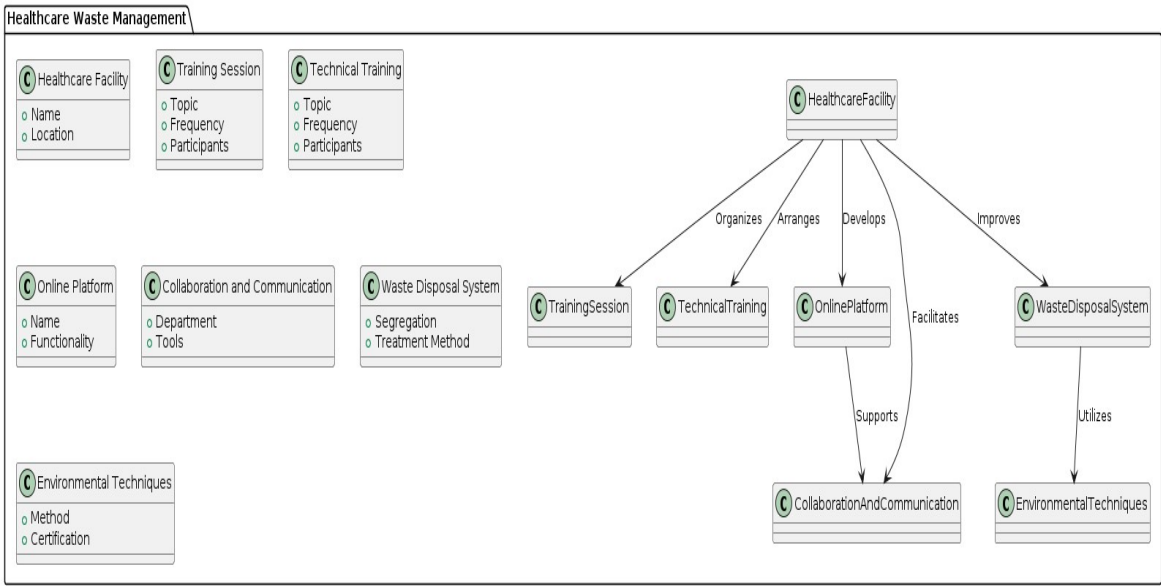 Healthcare Waste Management
C Healthcare Facility
Name
Location
C Training Session
Topic
Frequency
Participants
C Technical Training
Topic
Frequency
Participants
C HealthcareFacility
Organizes
Arranges
Develops
Improves
C Online Platform
Name
Functionality
C Collaboration and Communication
Department
Tools
C Waste Disposal System
Segregation
Treatment Method
C TrainingSession
C TechnicalTraining
C OnlinePlatform
Facilitates
C WasteDisposalSystem
Supports
Utilizes
C Environmental Techniques
Method
Certification
C CollaborationAndCommunication
C EnvironmentalTechniques